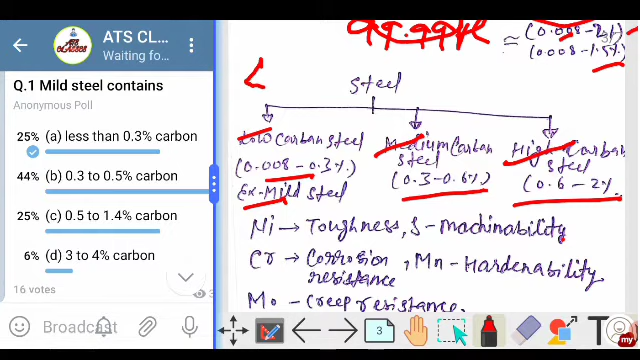 ATS CL...
Waiting fo...
Q.1 Mild steel contains
Anonymous Poll
25% (a) less than 0.3% carbon
44% (b) 0.3 to 0.5% carbon
25% (c) 0.5 to 1.4% carbon
6% (d) 3 to 4% carbon
16 votes
3
Broadcast
(0.008-2%)
≃ (0.008-1.5%)
Steel
Low Carbon Steel
(0.008-0.3%)
Ex-Mild Steel
Medium Carbon
Steel
(0.3-0.6%)
High Carbon
Steel
(0.6-2%
Ni → Toughness, S-machinability
Cr → Corrosion resistance, Mn-Hardenability
Mo-Creep resistance.
3
my